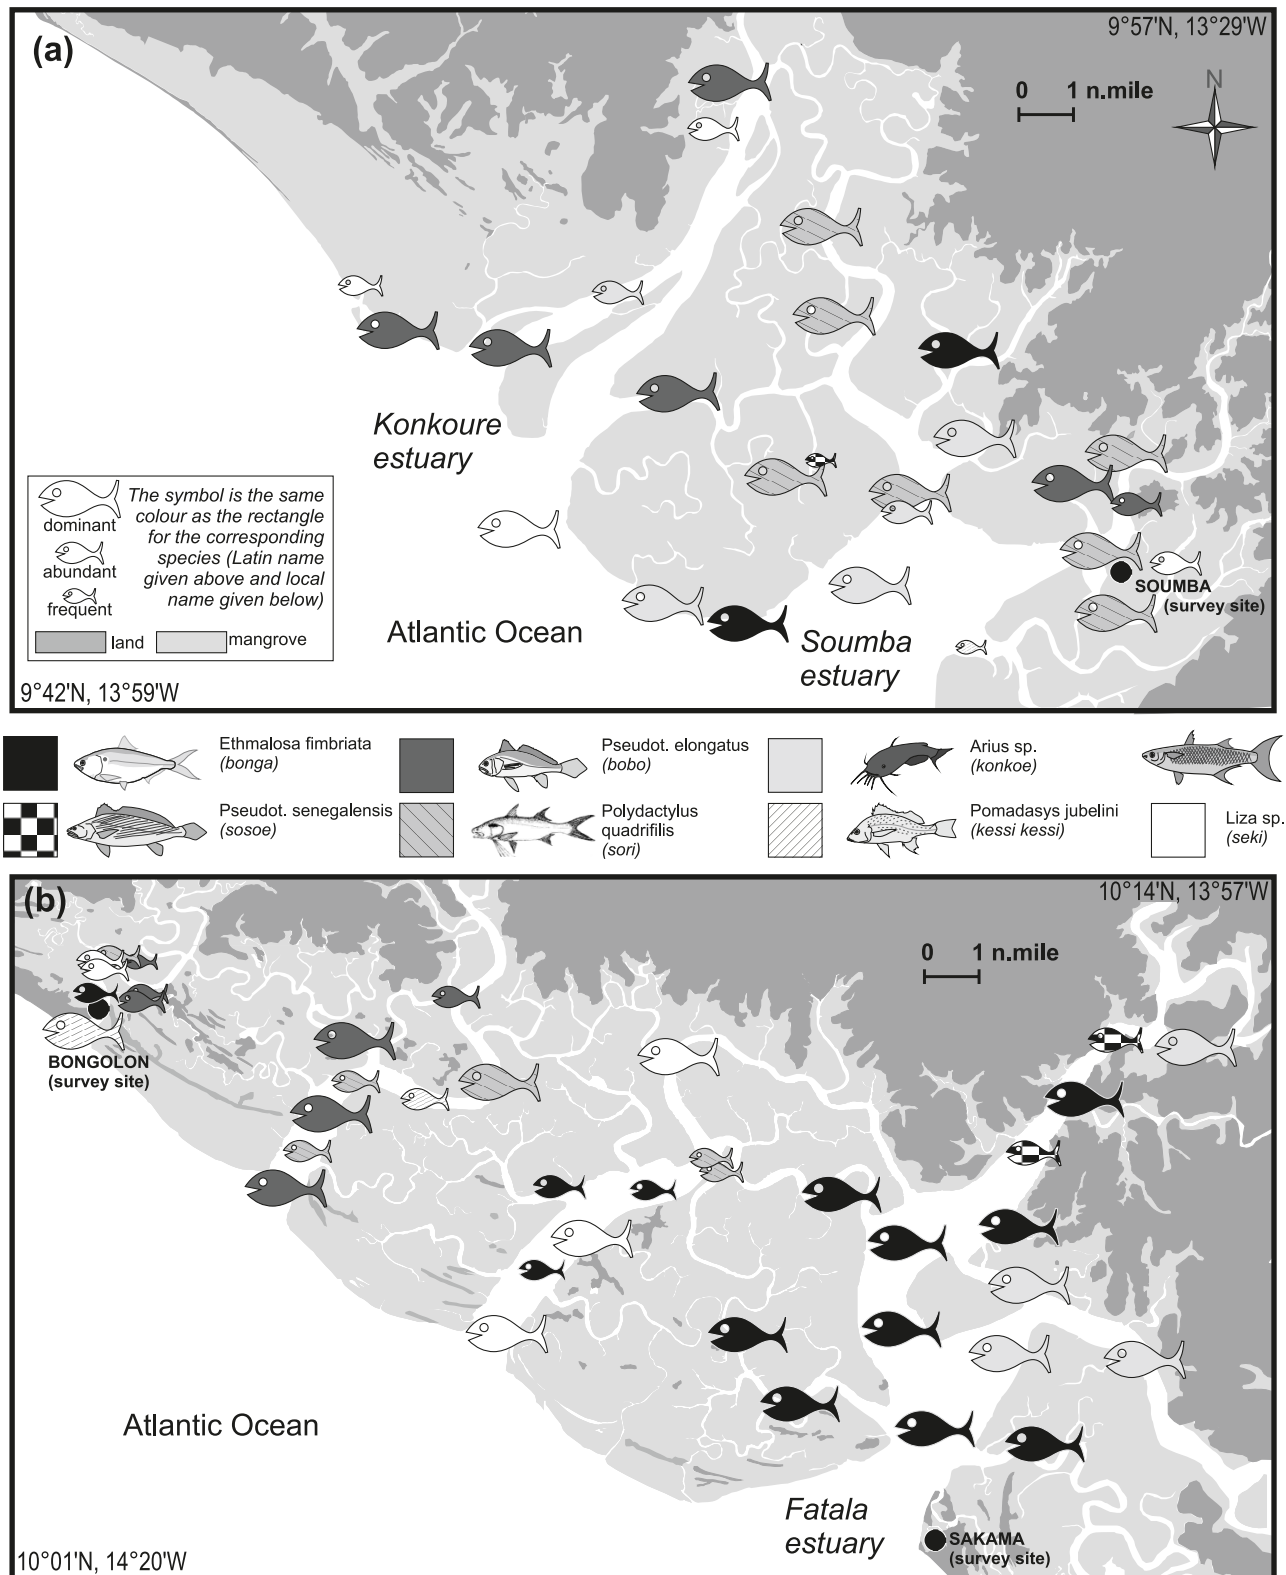 (a)
9°57'N, 13°29'W
0 1 n.mile
N
Konkoure
estuary
The symbol is the same
colour as the rectangle
for the corresponding
species (Latin name
given above and local
name given below)
dominant
abundant
frequent
land
mangrove
SOUMBA
(survey site)
Atlantic Ocean
Soumba
estuary
9°42'N, 13°59'W
Ethmalosa fimbriata
(bonga)
Pseudot. elongatus
(bobo)
Arius sp.
(konkoe)
Pseudot. senegalensis
(sosoe)
Polydactylus
quadrifilis
(sori)
Pomadasys jubelini
(kessi kessi)
Liza sp.
(seki)
(b)
10°14'N, 13°57'W
0 1 n.mile
BONGOLON
(survey site)
Atlantic Ocean
Fatala
estuary
SAKAMA
(survey site)
10°01'N, 14°20'W